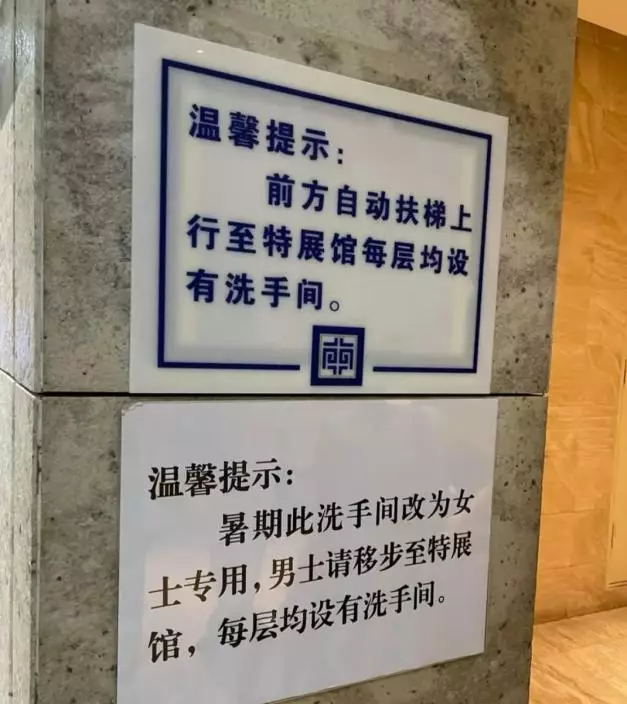 温馨提示：
前方自动扶梯上
行至特展馆每层均设
有洗手间。
温馨提示：
暑期此洗手间改为女
士专用，男士请移步至特展
馆，每层均设有洗手间。